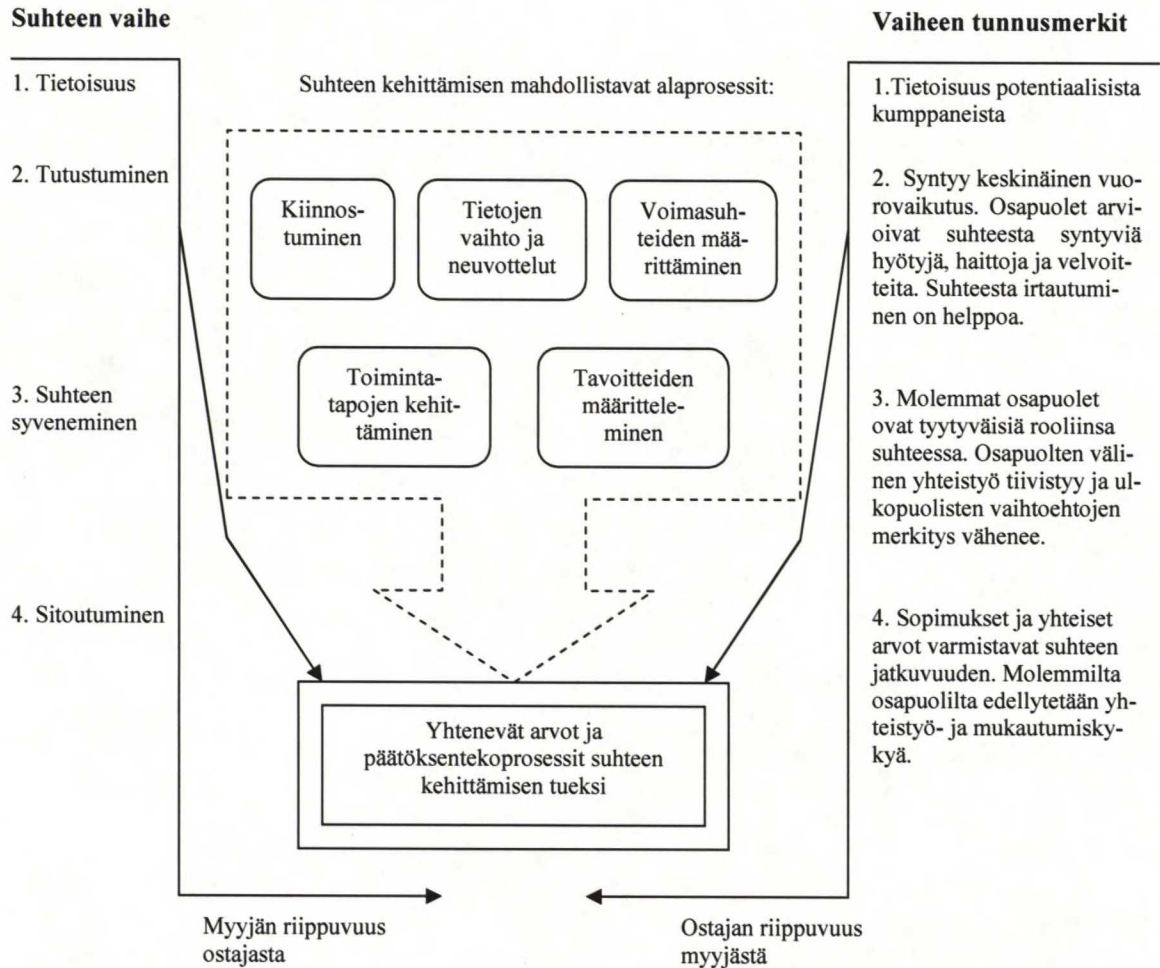 Suhteen vaihe
1. Tietoisuus
2. Tutustuminen
3. Suhteen
syveneminen
4. Sitoutuminen
Suhteen kehittämisen mahdollistavat alaprosessit:
Kiinnos-
tuminen
Tietojen
vaihto ja
neuvottelut
Voimasuh-
teiden mää-
rittäminen
Toiminta-
tapojen kehit-
täminen
Tavoitteiden
määrittele-
minen
Yhtenevät arvot ja
päätöksentekoprosessit suhteen
kehittämisen tueksi
Myyjän riippuvuus
ostajasta
Ostajan riippuvuus
myyjästä
Vaiheen tunnusmerkit
1.Tietoisuus potentiaalisista
kumppaneista
2. Syntyy keskinäinen vuo-
rovaikutus. Osapuolet arvi-
oivat suhteesta syntyviä
hyötyjä, haittoja ja velvoit-
teita. Suhteesta irtautumi-
nen on helppoa.
3. Molemmat osapuolet
ovat tyytyväisiä rooliinsa
suhteessa. Osapuolten väli-
nen yhteistyö tiivistyy ja ul-
kopuolisten vaihtoehtojen
merkitys vähenee.
4. Sopimukset ja yhteiset
arvot varmistavat suhteen
jatkuvuuden. Molemmilta
osapuolilta edellytetään yh-
teistyö- ja mukautumisky-
kyä.